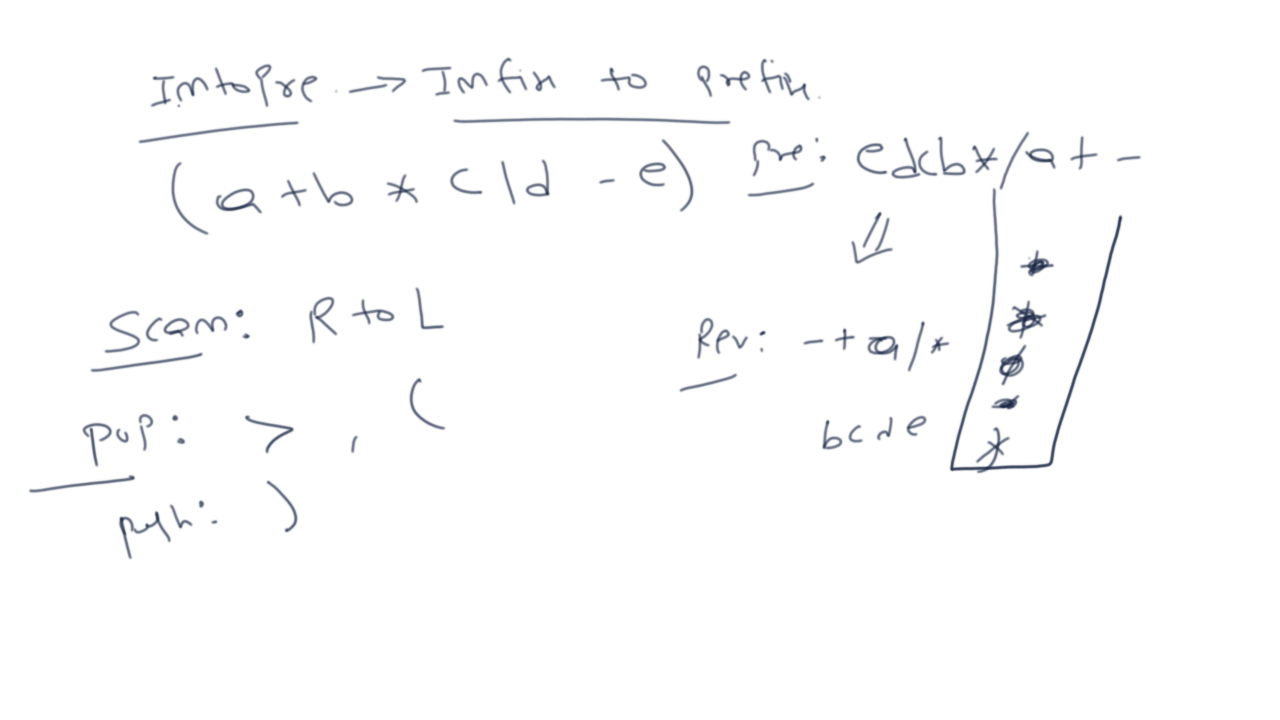 Intopre → Infix to prefix
(a + b * c / d - e) pre: edcb*/a+-
Scan: R to L
Rev: -+a/*
bcde
pop: > , (
push: )